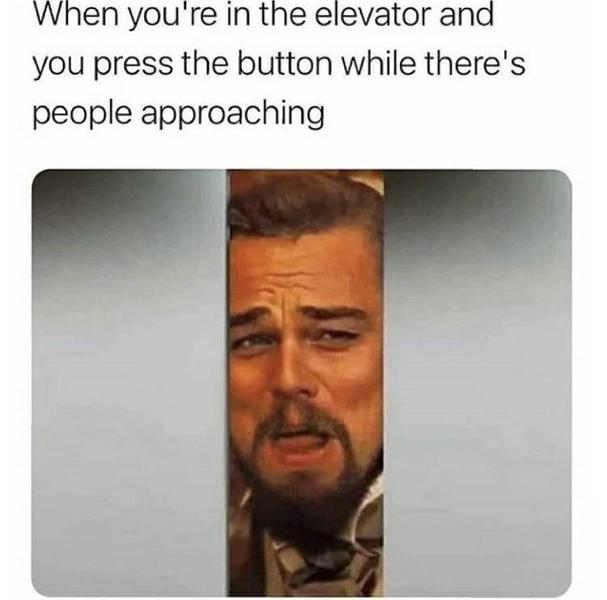 When you're in the elevator and
you press the button while there's
people approaching